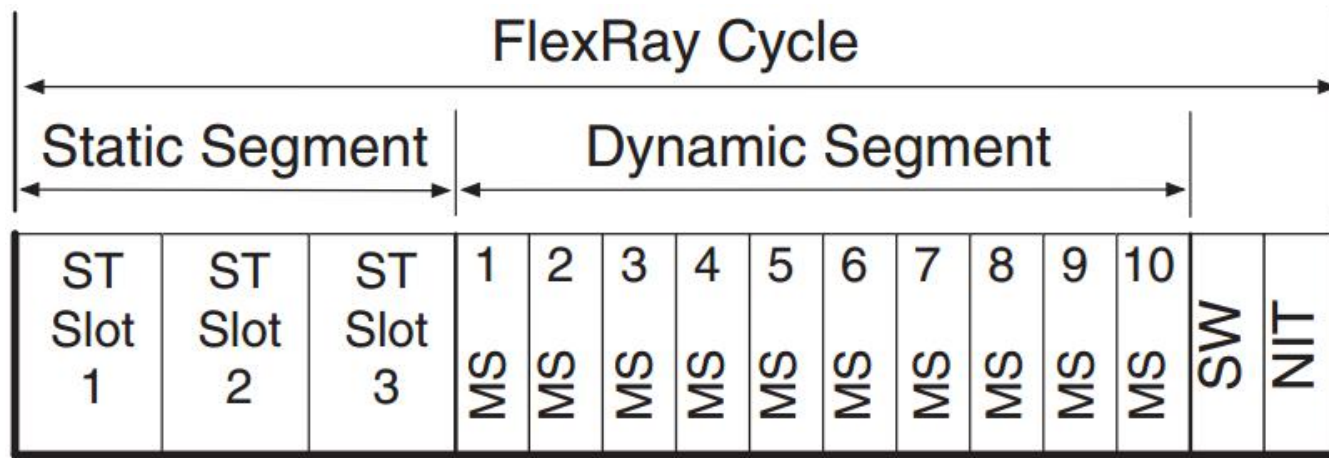 FlexRay Cycle
Static Segment
Dynamic Segment
ST Slot 1
ST Slot 2
ST Slot 3
1 MS
2 MS
3 MS
4 MS
5 MS
6 MS
7 MS
8 MS
9 MS
10 MS
SW
NIT